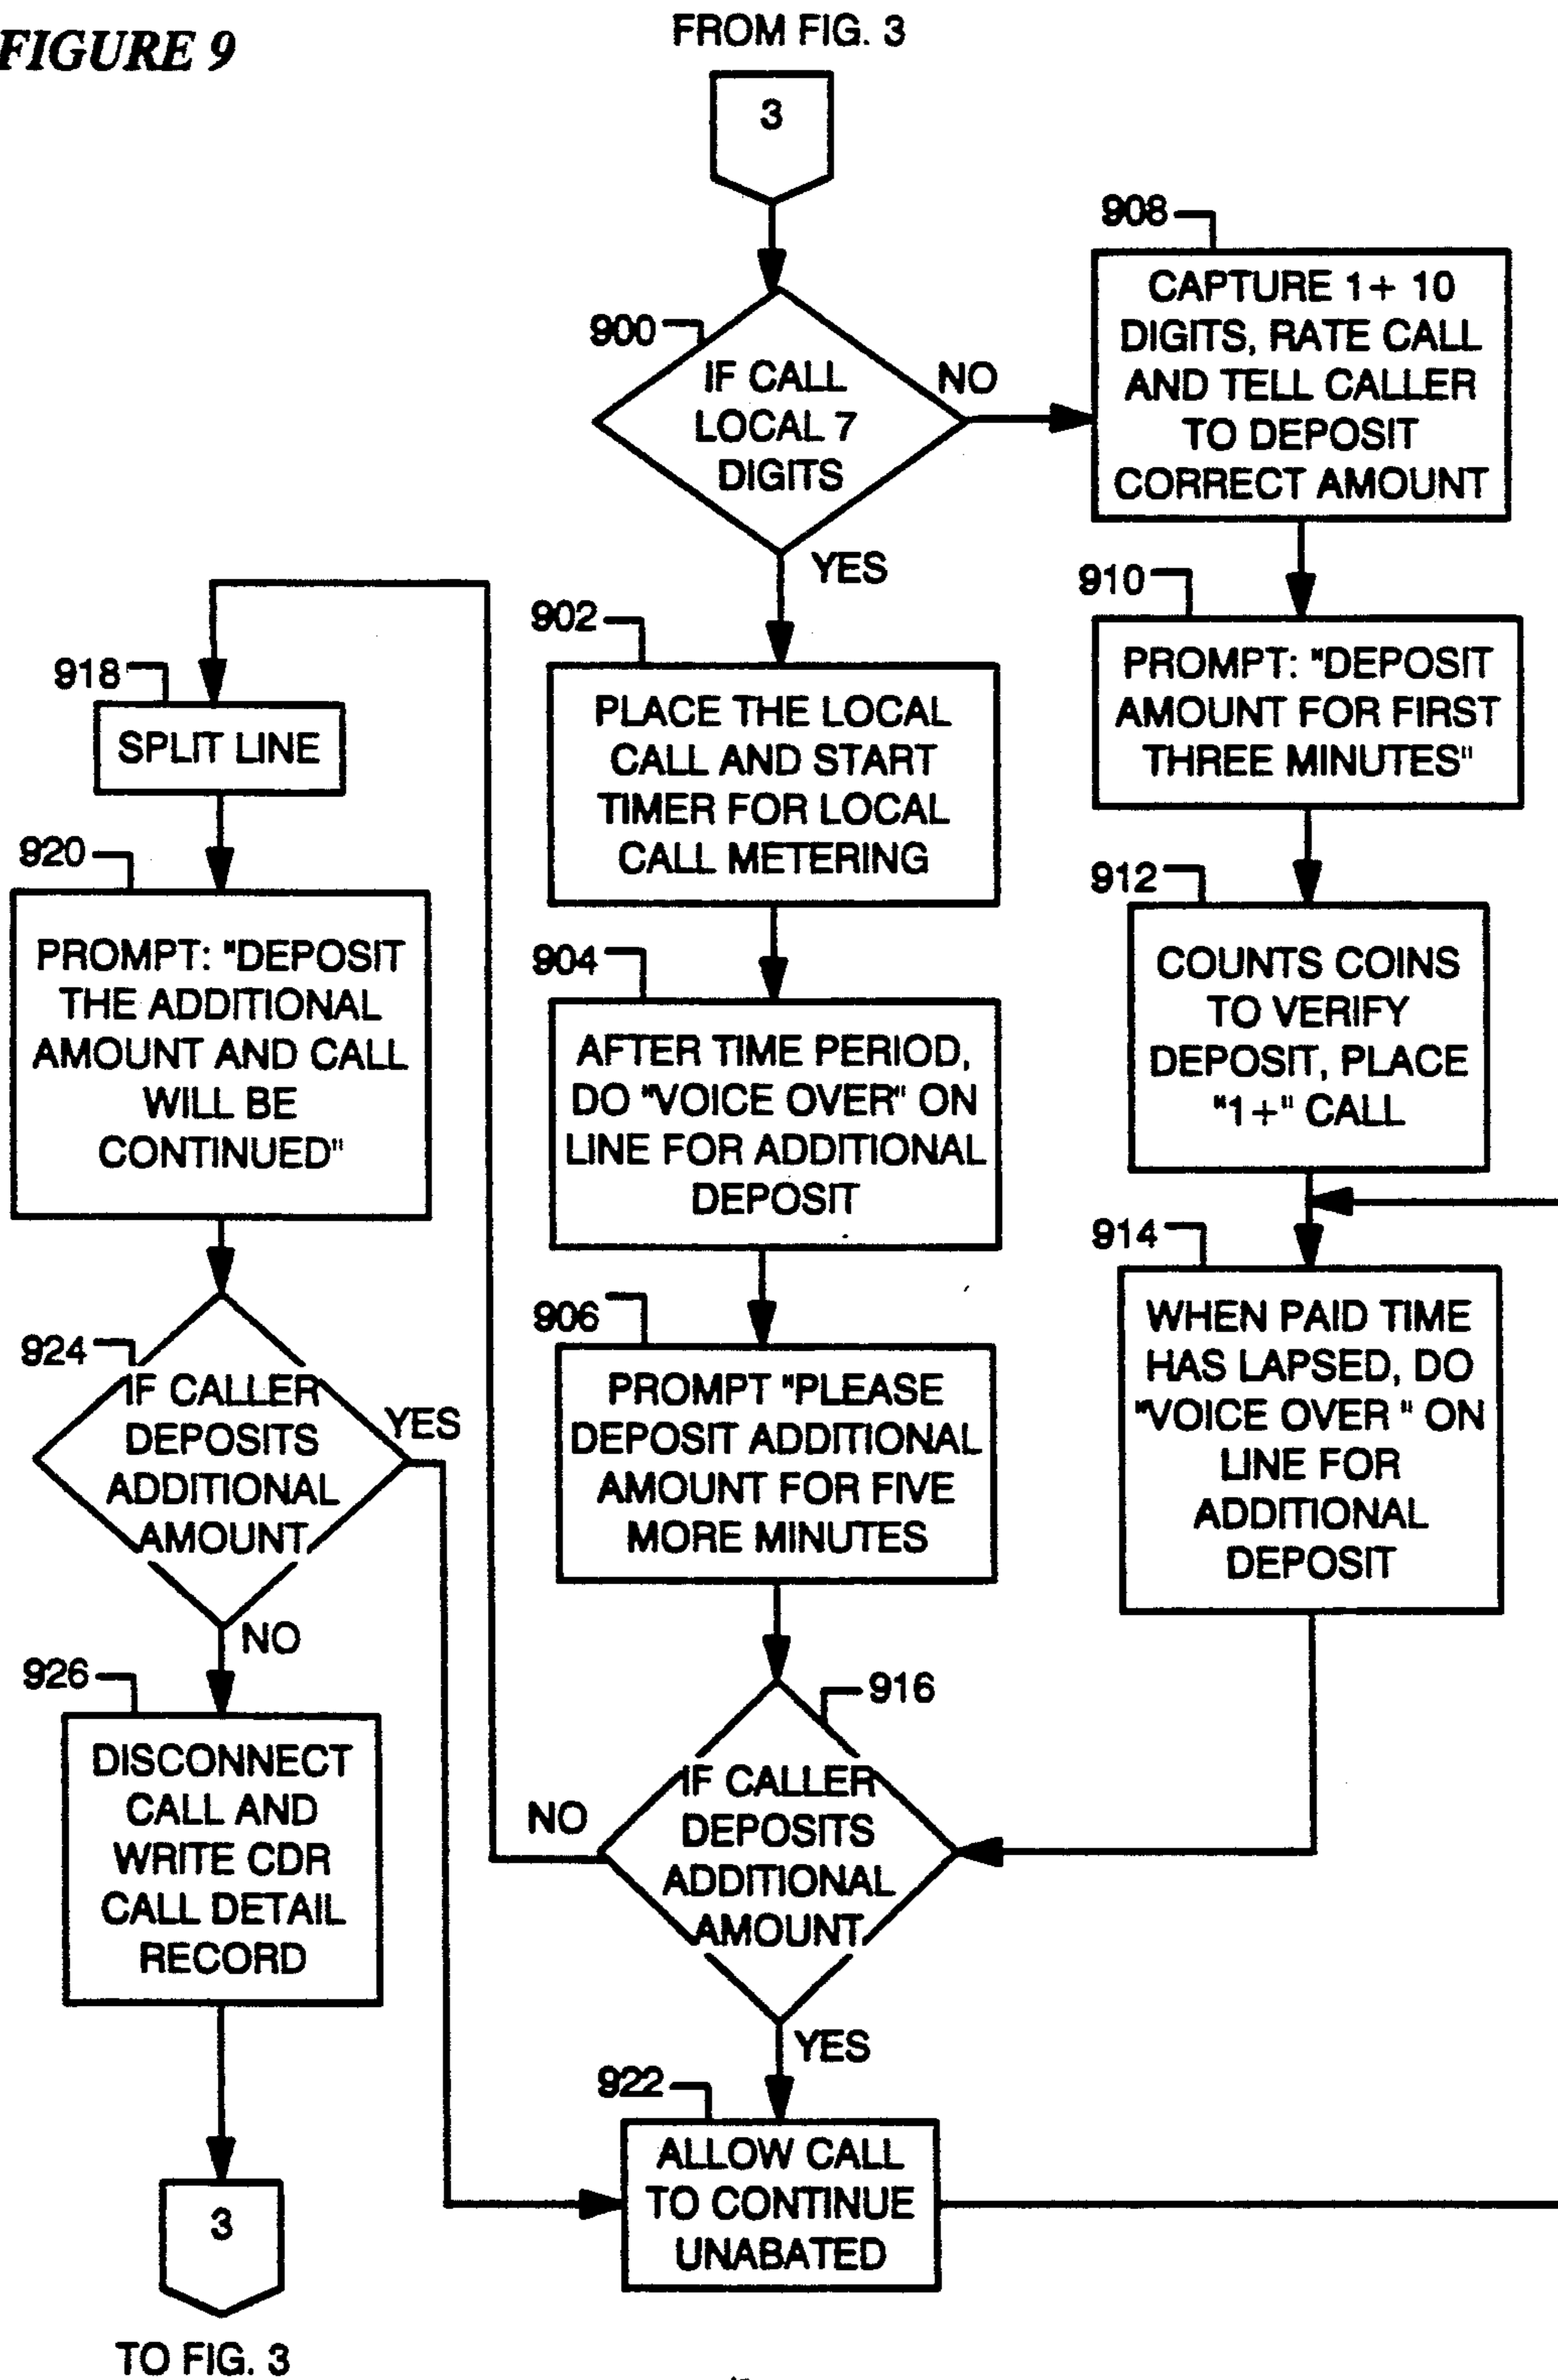 FIGURE 9
FROM FIG. 3
3
900
IF CALL
LOCAL 7
DIGITS
NO
YES
908
CAPTURE 1+ 10
DIGITS, RATE CALL
AND TELL CALLER
TO DEPOSIT
CORRECT AMOUNT
902
PLACE THE LOCAL
CALL AND START
TIMER FOR LOCAL
CALL METERING
910
PROMPT: "DEPOSIT
AMOUNT FOR FIRST
THREE MINUTES"
918
SPLIT LINE
904
AFTER TIME PERIOD,
DO "VOICE OVER" ON
LINE FOR ADDITIONAL
DEPOSIT
912
COUNTS COINS
TO VERIFY
DEPOSIT, PLACE
"1+" CALL
920
PROMPT: "DEPOSIT
THE ADDITIONAL
AMOUNT AND CALL
WILL BE
CONTINUED"
906
PROMPT "PLEASE
DEPOSIT ADDITIONAL
AMOUNT FOR FIVE
MORE MINUTES
914
WHEN PAID TIME
HAS LAPSED, DO
"VOICE OVER " ON
LINE FOR
ADDITIONAL
DEPOSIT
924
IF CALLER
DEPOSITS
ADDITIONAL
AMOUNT
YES
NO
916
IF CALLER
DEPOSITS
ADDITIONAL
AMOUNT
NO
YES
926
DISCONNECT
CALL AND
WRITE CDR
CALL DETAIL
RECORD
922
ALLOW CALL
TO CONTINUE
UNABATED
3
TO FIG. 3